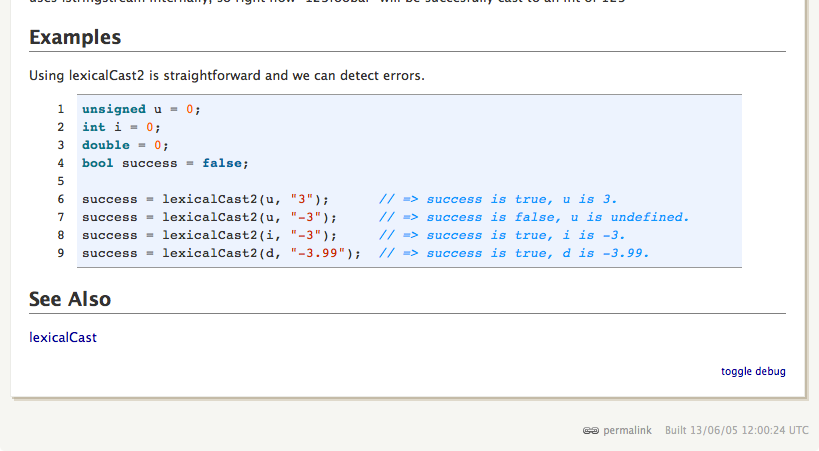 Examples
Using lexicalCast2 is straightforward and we can detect errors.
1 unsigned u = 0;
2 int i = 0;
3 double = 0;
4 bool success = false;
5
6 success = lexicalCast2(u, "3"); // => success is true, u is 3.
7 success = lexicalCast2(u, "-3"); // => success is false, u is undefined.
8 success = lexicalCast2(i, "-3"); // => success is true, i is -3.
9 success = lexicalCast2(d, "-3.99"); // => success is true, d is -3.99.
See Also
lexicalCast
toggle debug
permalink Built 13/06/05 12:00:24 UTC